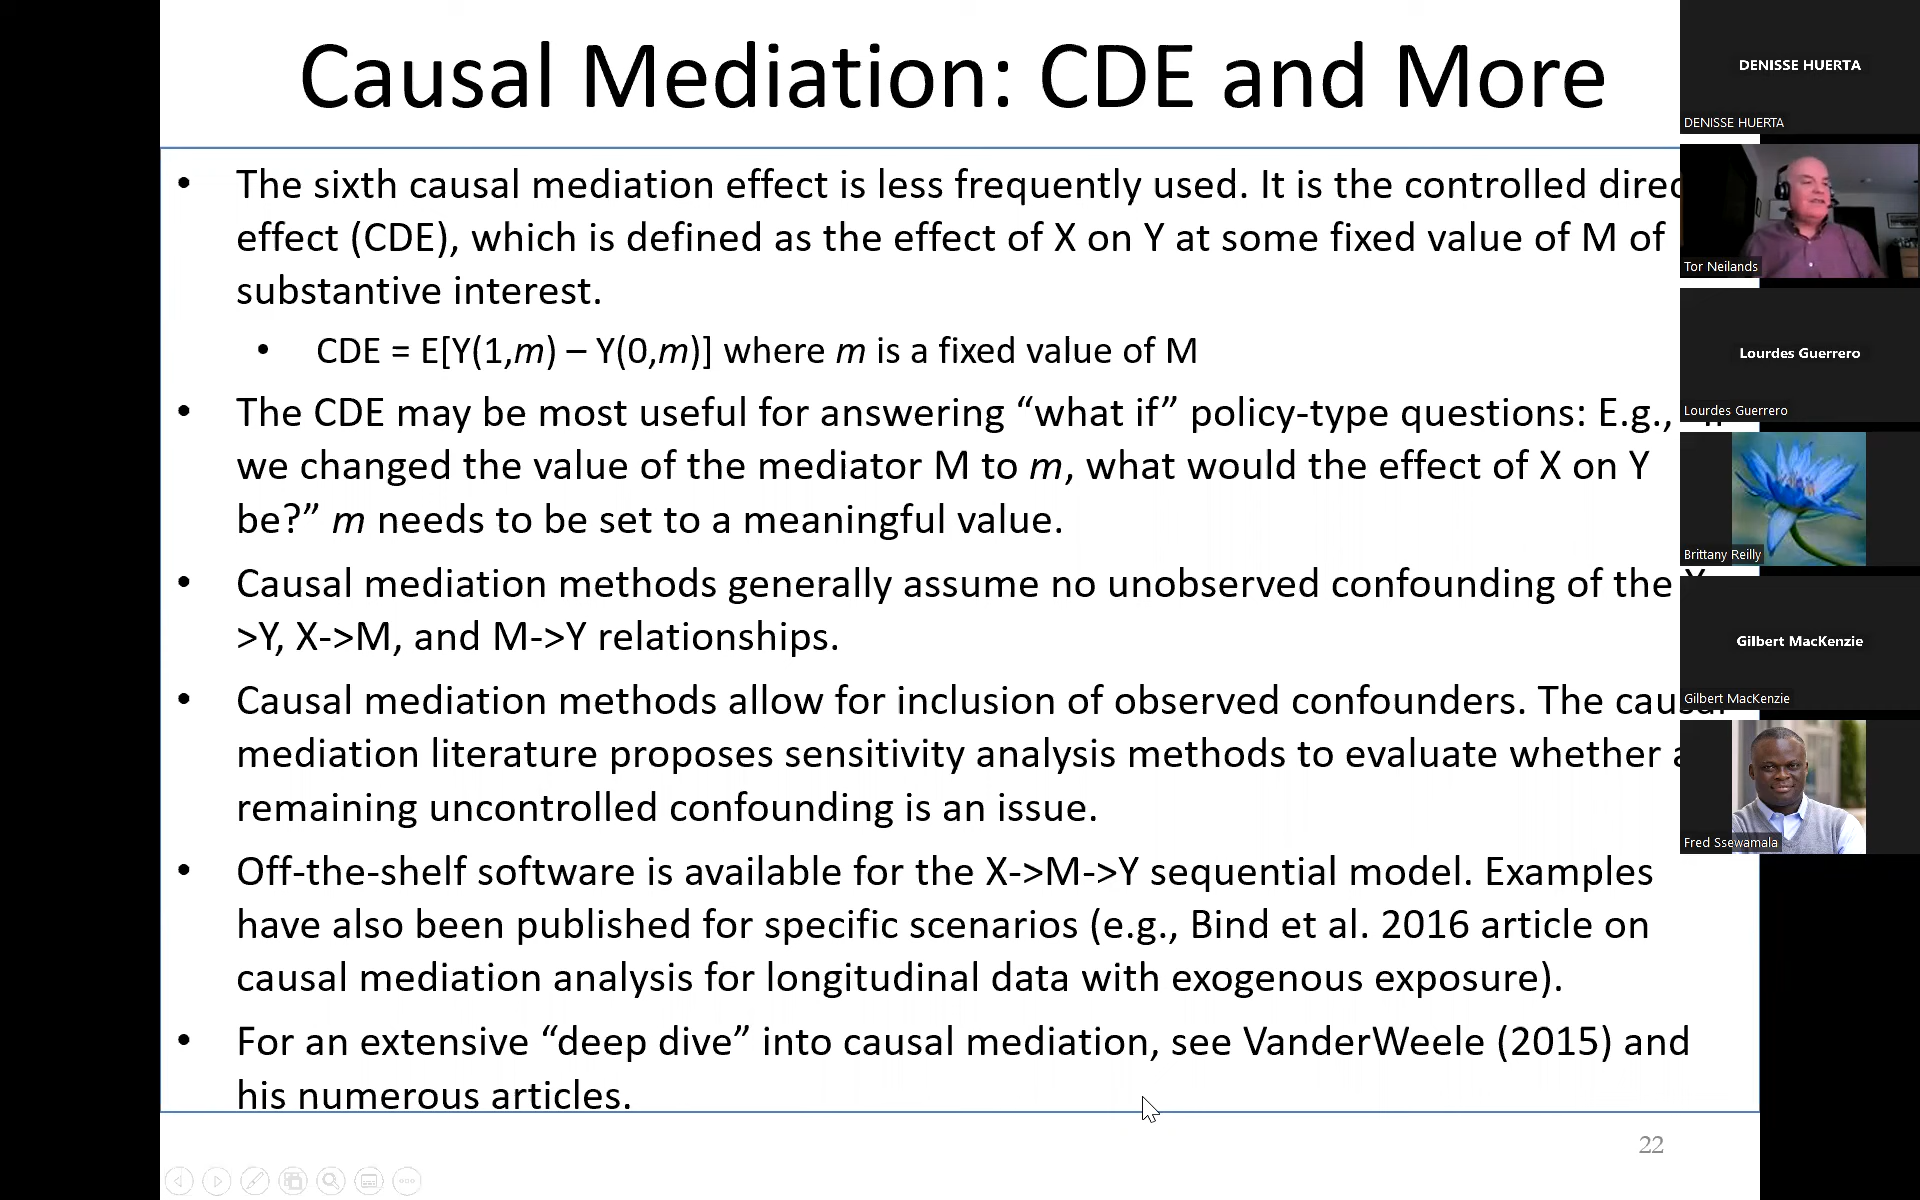 Causal Mediation: CDE and More
• The sixth causal mediation effect is less frequently used. It is the controlled direc
effect (CDE), which is defined as the effect of X on Y at some fixed value of M of
substantive interest.
• CDE = E[Y(1,m) – Y(0,m)] where m is a fixed value of M
• The CDE may be most useful for answering “what if” policy-type questions: E.g.,
we changed the value of the mediator M to m, what would the effect of X on Y
be?” m needs to be set to a meaningful value.
• Causal mediation methods generally assume no unobserved confounding of the
>Y, X->M, and M->Y relationships.
• Causal mediation methods allow for inclusion of observed confounders. The causal
mediation literature proposes sensitivity analysis methods to evaluate whether
remaining uncontrolled confounding is an issue.
• Off-the-shelf software is available for the X->M->Y sequential model. Examples
have also been published for specific scenarios (e.g., Bind et al. 2016 article on
causal mediation analysis for longitudinal data with exogenous exposure).
• For an extensive “deep dive” into causal mediation, see VanderWeele (2015) and
his numerous articles.
22
DENISSE HUERTA
DENISSE HUERTA
Tor Neilands
Lourdes Guerrero
Lourdes Guerrero
Brittany Reilly
Gilbert MacKenzie
Gilbert MacKenzie
Fred Ssewamala